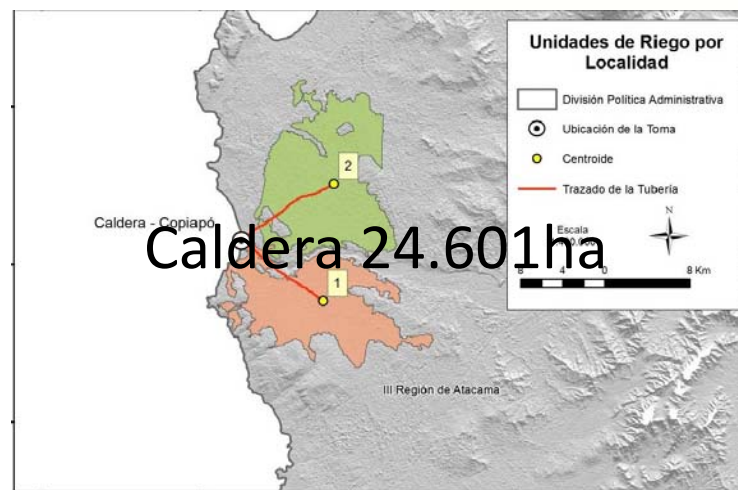 Unidades de Riego por
Localidad
División Política Administrativa
Ubicación de la Toma
Centroide
Trazado de la Tubería
N
Escala
8 4 0 8 Km
2
Caldera - Copiapó
Caldera 24.601ha
1
III Región de Atacama